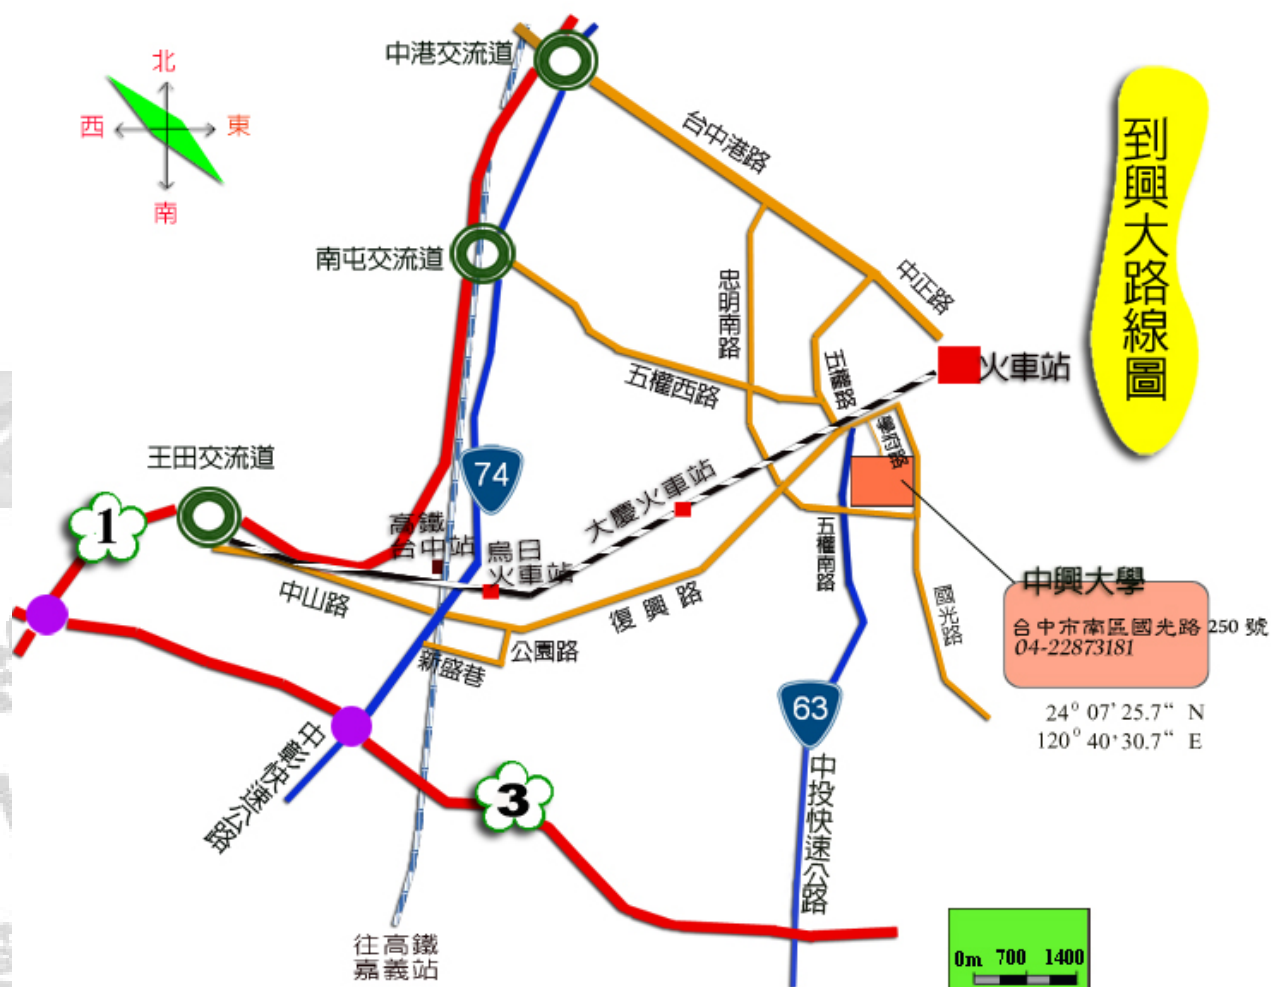 中港交流道
北
西
東
南
台中港路
到興大路線圖
南屯交流道
忠明南路
中正路
五權西路
五權路
火車站
學府路
王田交流道
74
大慶火車站
1
高鐵
台中站
烏日
火車站
五權南路
中山路
復興路
國光路
中興大學
台中市南區國光路250號
04-22873181
新盛巷
公園路
63
24° 07' 25.7" N
120° 40' 30.7" E
中彰快速公路
3
中投快速公路
往高鐵
嘉義站
0m 700 1400